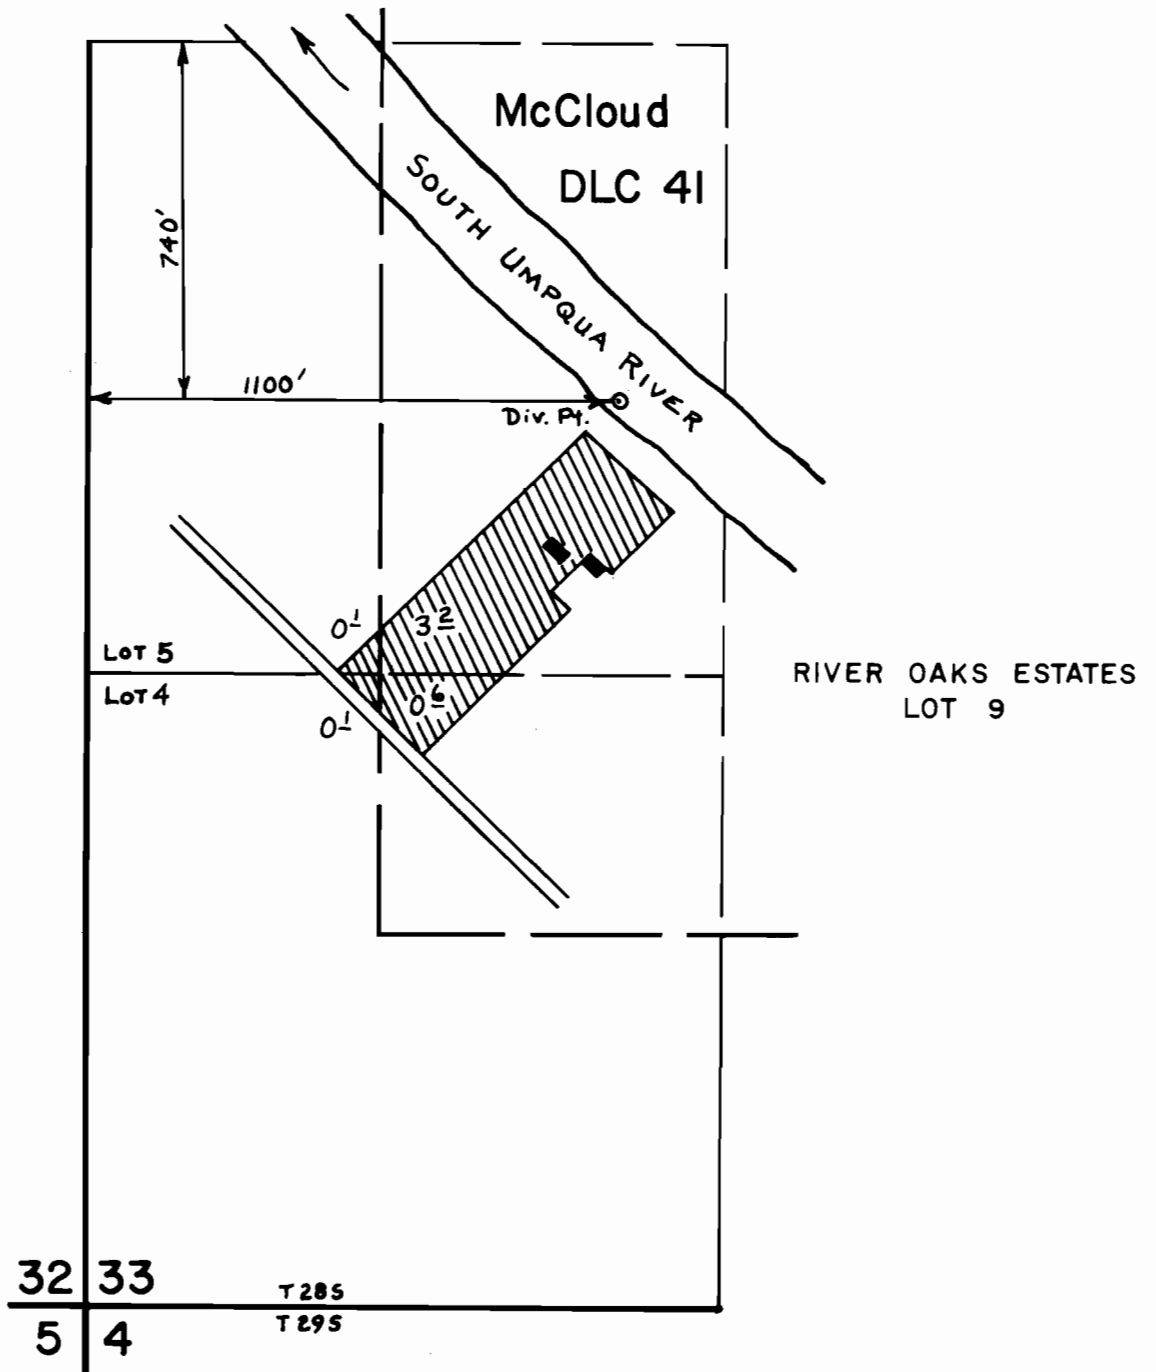 McCloud
DLC 41
SOUTH UMPQUA RIVER
740'
1100'
Div. Pt.
0 1
3 2
LOT 5
LOT 4
0 6
0 1
RIVER OAKS ESTATES
LOT 9
32 33
T 28 S
T 29 S
5 4